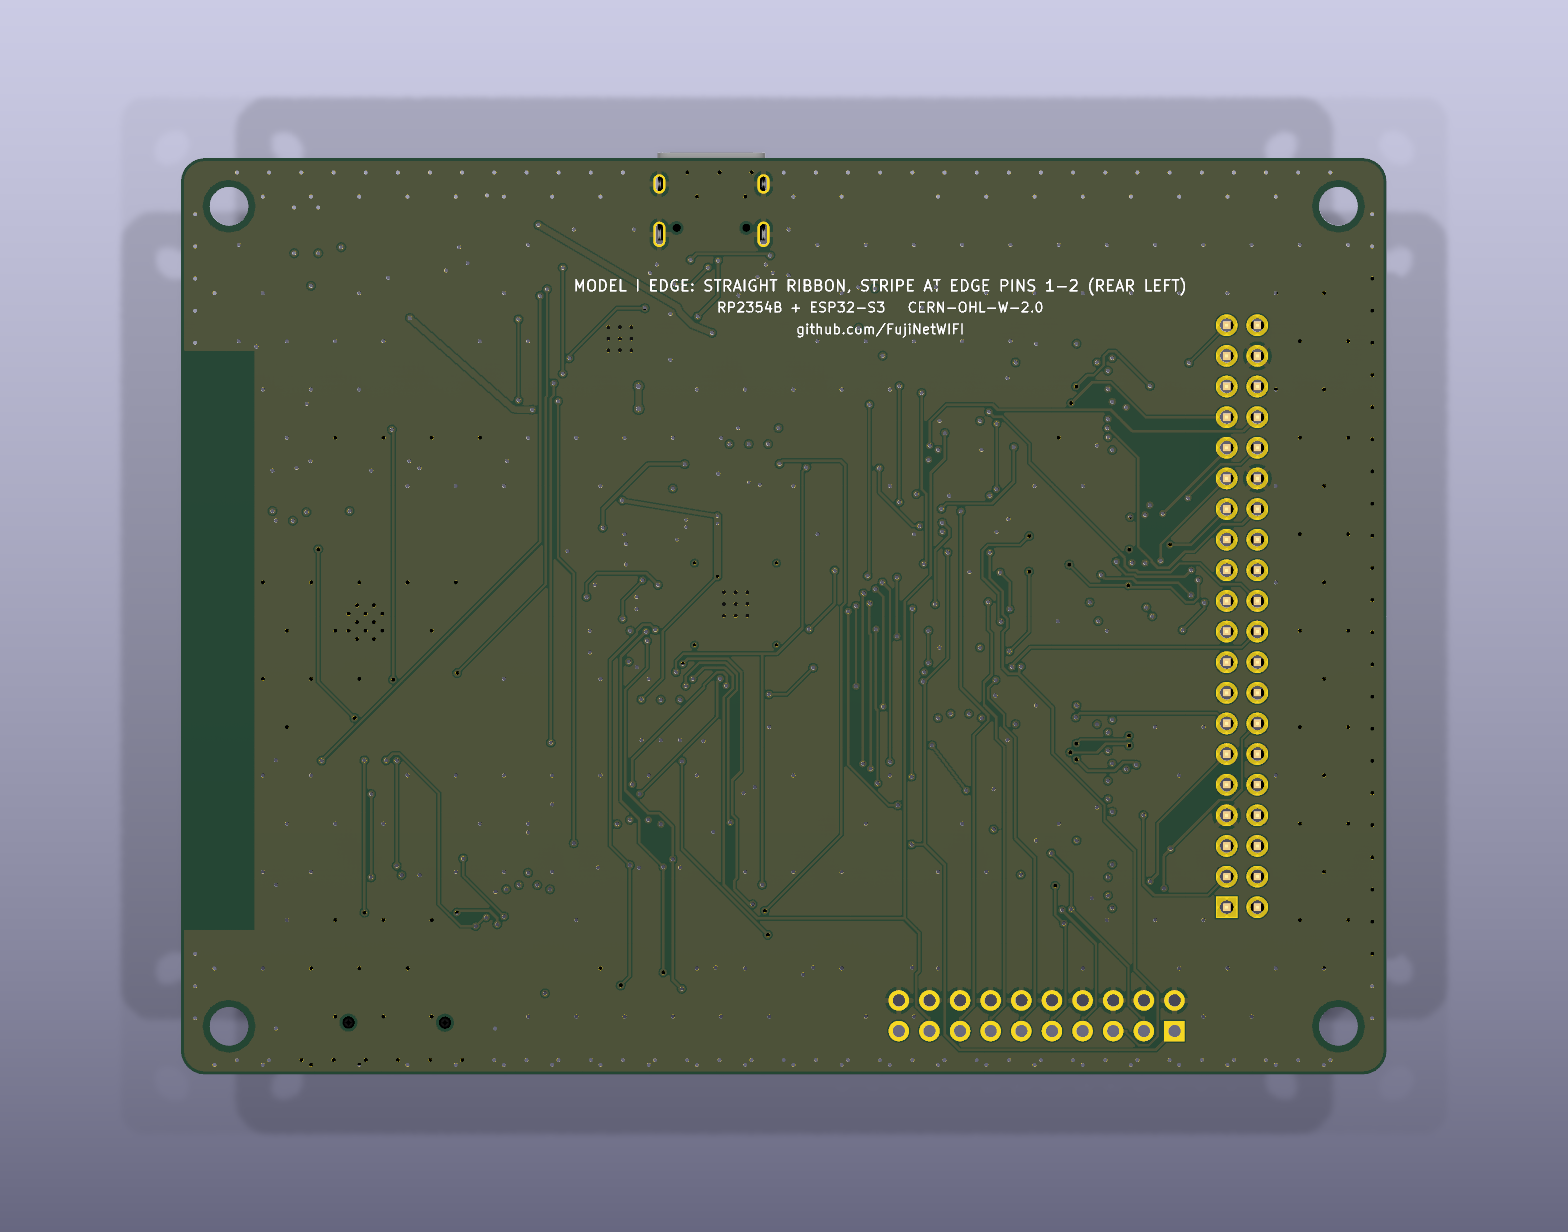 MODEL I EDGE: STRAIGHT RIBBON, STRIPE AT EDGE PINS 1-2 (REAR LEFT)
RP2354B + ESP32-S3 CERN-OHL-W-2.0
github.com/FujiNetWIFI